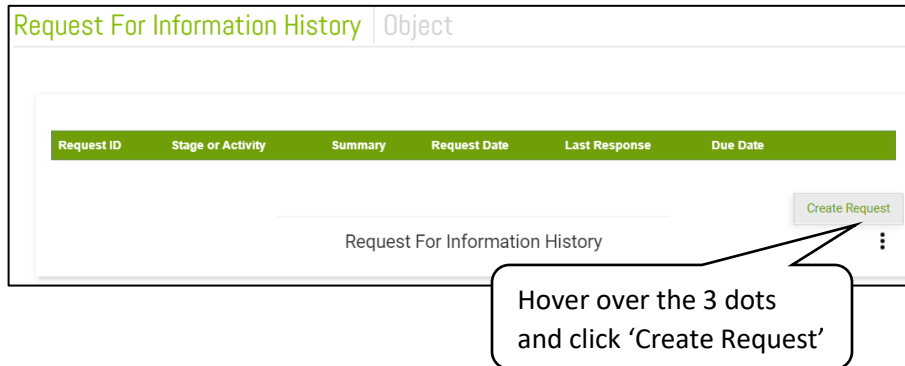 Request For Information History Object
Request ID Stage or Activity Summary Request Date Last Response Due Date
Create Request
Request For Information History
Hover over the 3 dots
and click ‘Create Request’